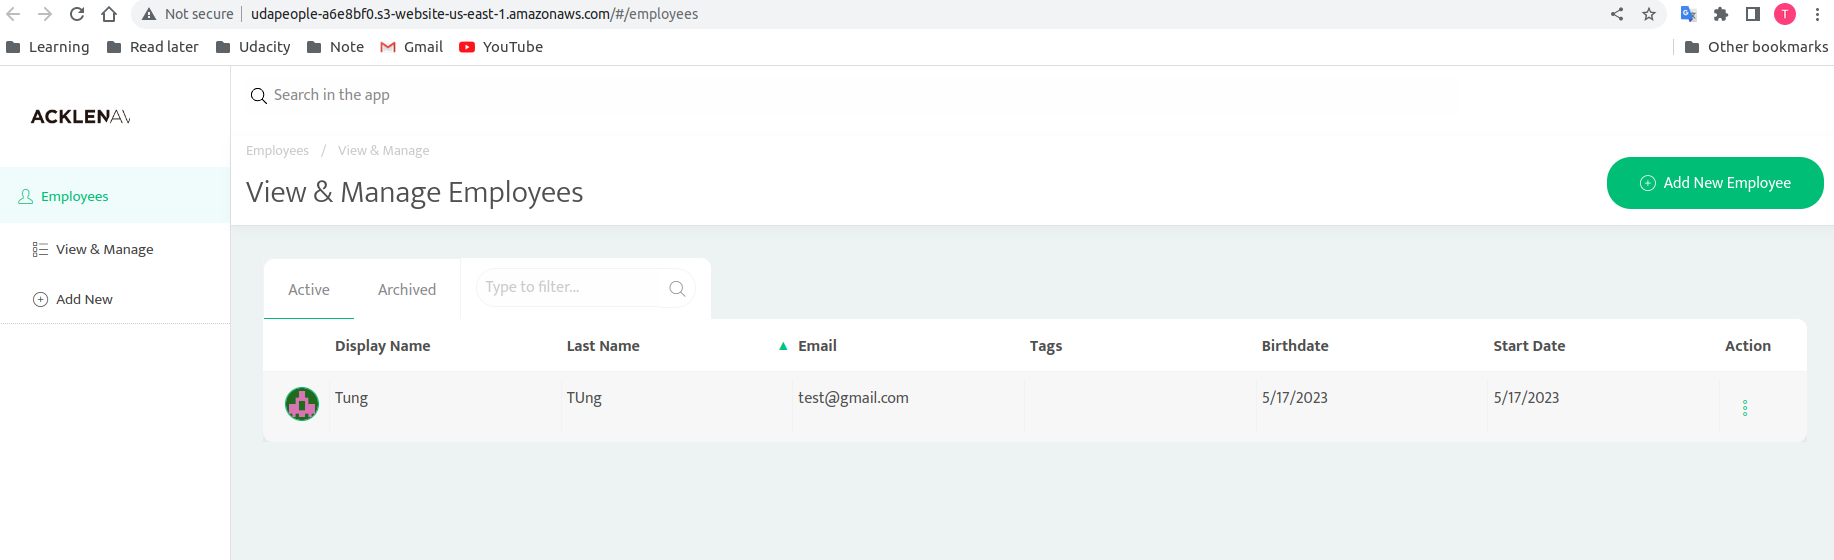 Not secure udapeople-a6e8bf0.s3-website-us-east-1.amazonaws.com/#/employees T
Learning Read later Udacity Note Gmail YouTube Other bookmarks
Search in the app
ACKLENAV
Employees / View & Manage
View & Manage Employees
Add New Employee
Employees
View & Manage
Add New
Active Archived Type to filter...
Display Name Last Name Email Tags Birthdate Start Date Action
Tung TUng test@gmail.com 5/17/2023 5/17/2023